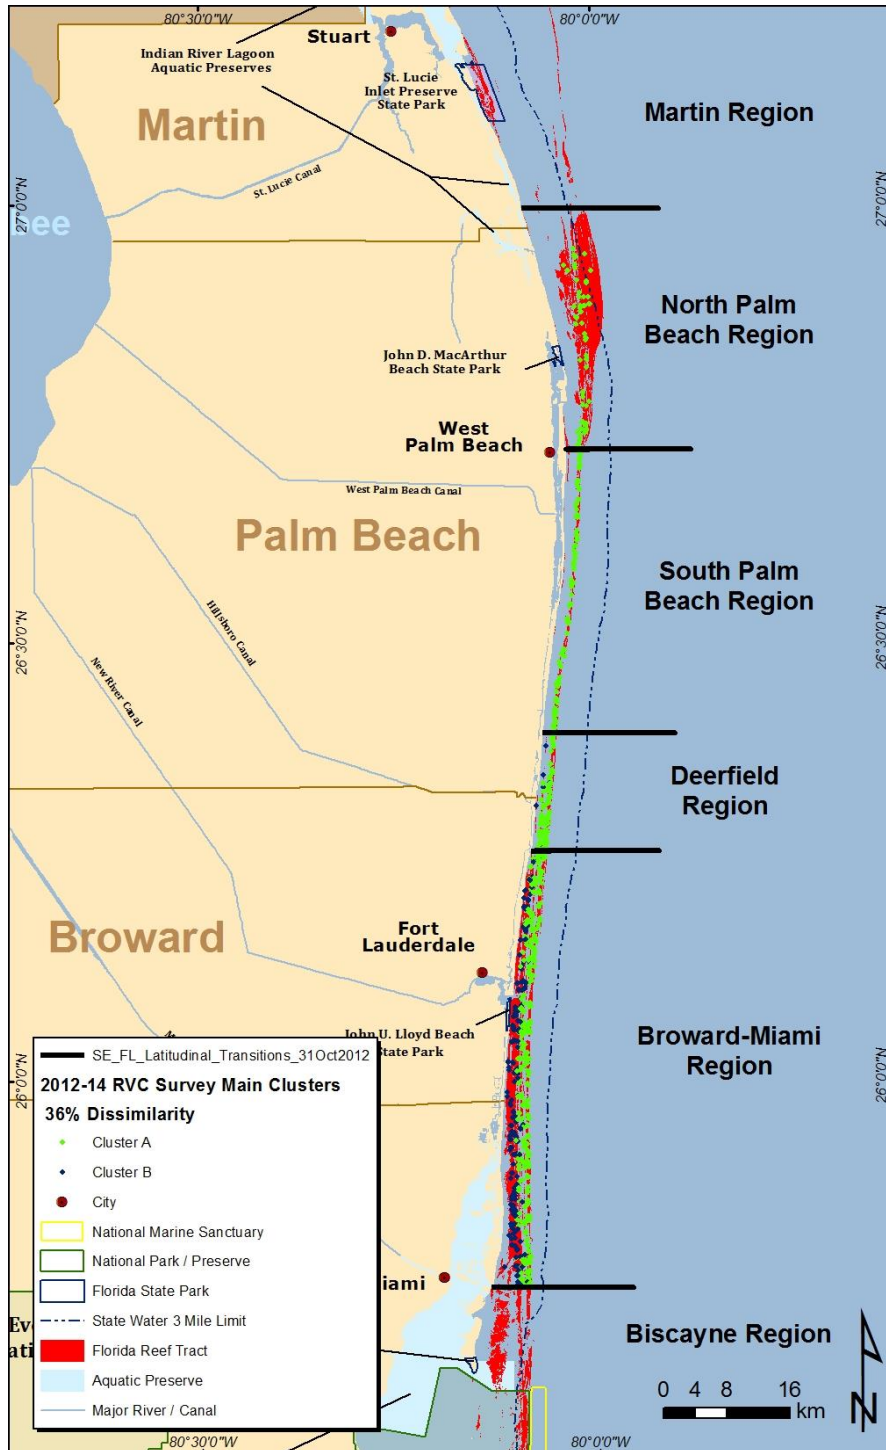 80°30'0"W
80°0'0"W
Stuart
Indian River Lagoon
Aquatic Preserves
St. Lucie
Inlet Preserve
State Park
Martin
Martin Region
St. Lucie Canal
27°0'0"N
27°0'0"N
bee
North Palm
Beach Region
John D. MacArthur
Beach State Park
West
Palm Beach
West Palm Beach Canal
Palm Beach
South Palm
Beach Region
Hillsboro Canal
26°30'0"N
26°30'0"N
New River Canal
Deerfield
Region
Fort
Lauderdale
Broward
John U. Lloyd Beach
State Park
Broward-Miami
Region
26°0'0"N
26°0'0"N
SE_FL_Latitudinal_Transitions_31Oct2012
2012-14 RVC Survey Main Clusters
36% Dissimilarity
Cluster A
Cluster B
City
National Marine Sanctuary
National Park / Preserve
iami
Florida State Park
State Water 3 Mile Limit
Ev
ati
Florida Reef Tract
Biscayne Region
Aquatic Preserve
Major River / Canal
0 4 8 16
km
N
80°30'0"W
80°0'0"W